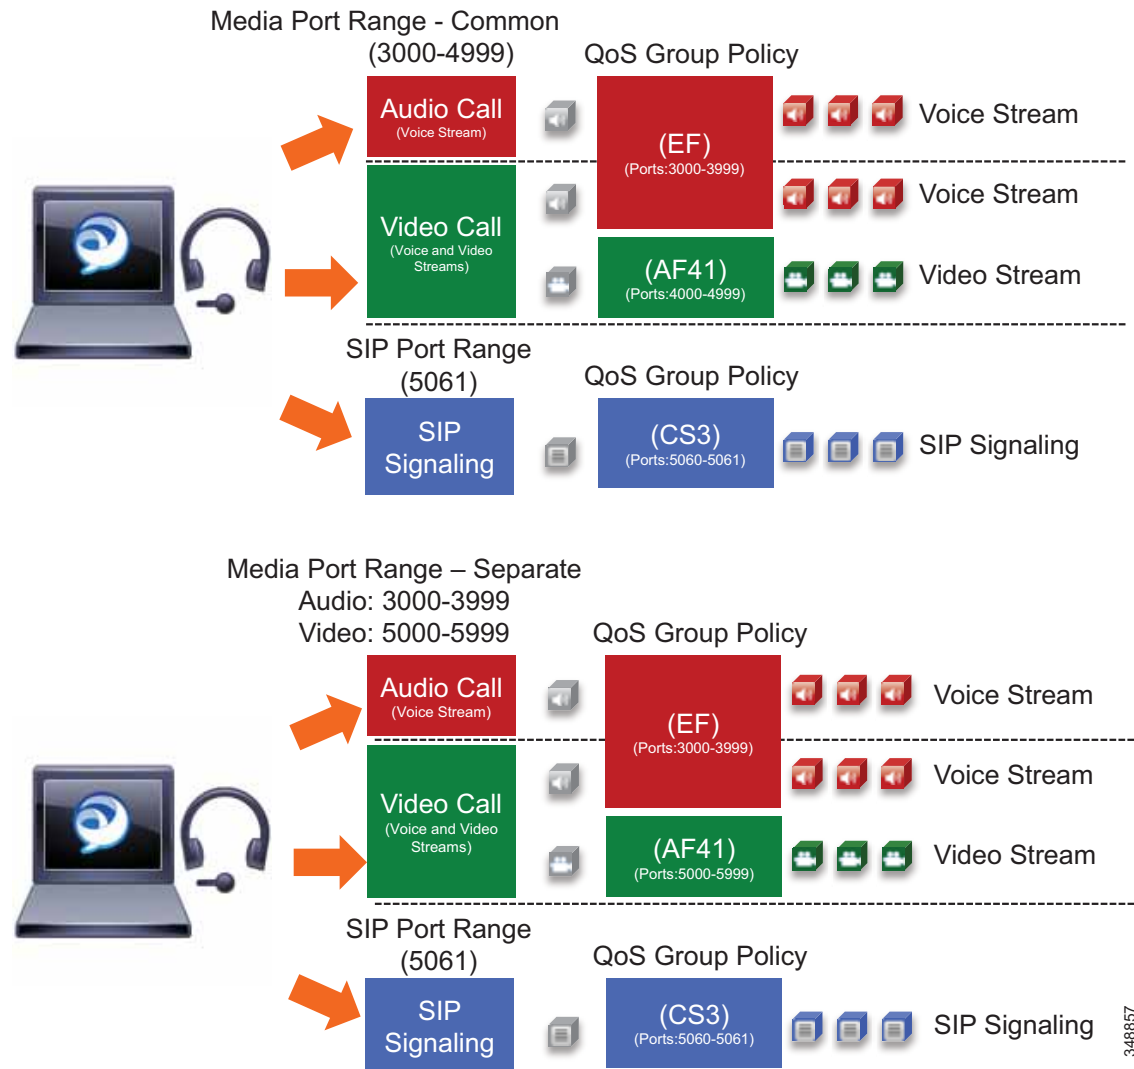 Media Port Range - Common
(3000-4999)
QoS Group Policy
Audio Call
(Voice Stream)
(EF)
(Ports:3000-3999)
Voice Stream
Voice Stream
Video Call
(Voice and Video
Streams)
(AF41)
(Ports:4000-4999)
Video Stream
SIP Port Range
(5061)
QoS Group Policy
SIP
Signaling
(CS3)
(Ports:5060-5061)
SIP Signaling
Media Port Range – Separate
Audio: 3000-3999
Video: 5000-5999
QoS Group Policy
Audio Call
(Voice Stream)
(EF)
(Ports:3000-3999)
Voice Stream
Voice Stream
Video Call
(Voice and Video
Streams)
(AF41)
(Ports:5000-5999)
Video Stream
SIP Port Range
(5061)
QoS Group Policy
SIP
Signaling
(CS3)
(Ports:5060-5061)
SIP Signaling
348857